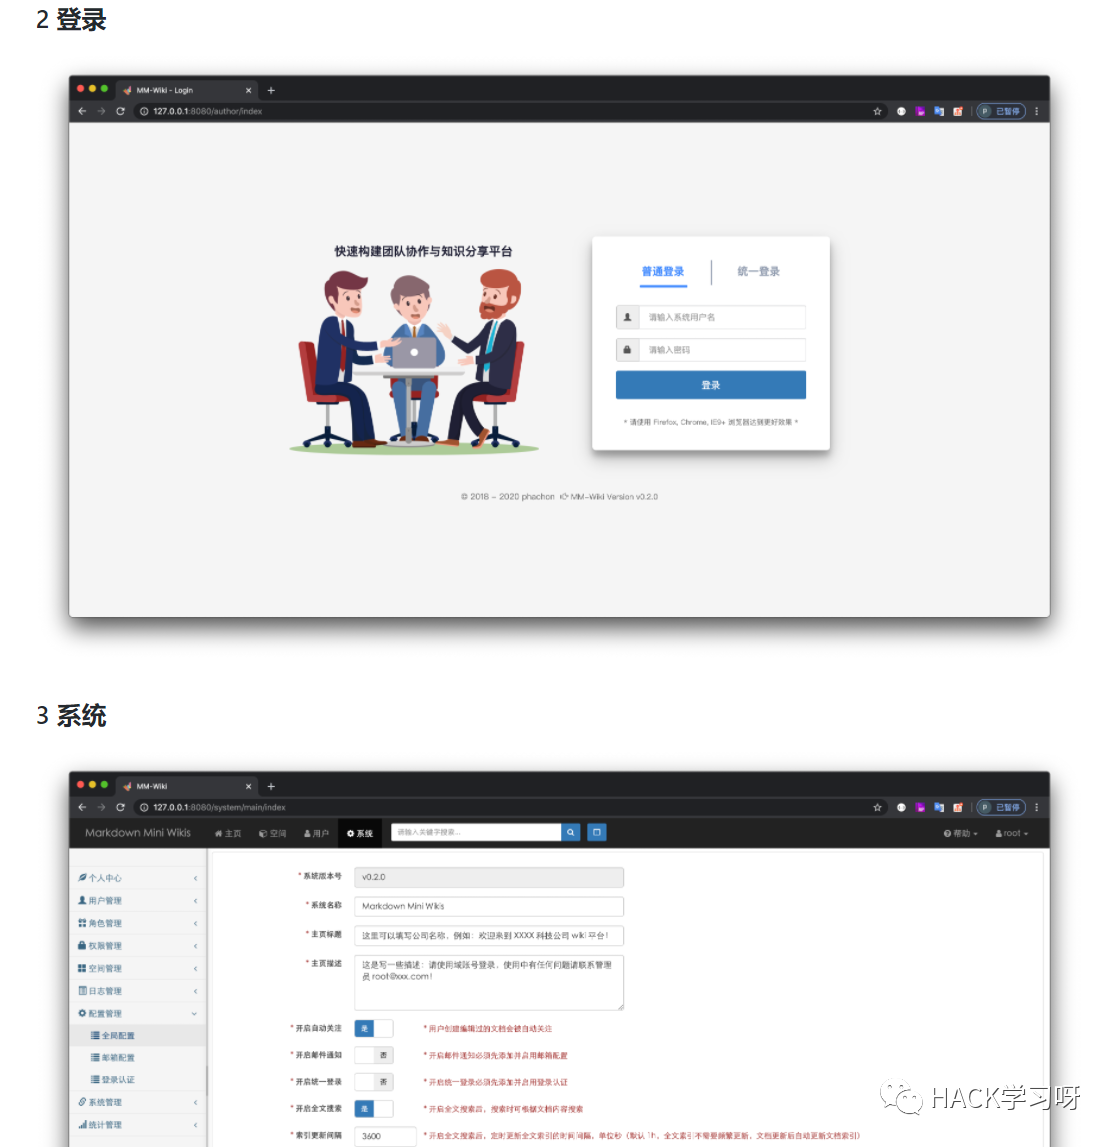 2 登录
MM-Wiki - Login
127.0.0.1:8080/author/index
P 已暂停
快速构建团队协作与知识分享平台
普通登录 统一登录
请输入系统用户名
请输入密码
登录
* 请使用 Firefox, Chrome, IE9+ 浏览器达到更好效果 *
© 2018 - 2020 phachon MM-Wiki Version v0.2.0
3 系统
MM-Wiki
127.0.0.1:8080/system/main/index
P 已暂停
Markdown Mini Wikis 主页 空间 用户 系统 请输入关键字搜索... 帮助 root
个人中心
用户管理
角色管理
权限管理
空间管理
日志管理
配置管理
全局配置
邮箱配置
登录认证
系统管理
统计管理
* 系统版本号 v0.2.0
* 系统名称 Markdown Mini Wikis
* 主页标题 这里可以填写公司名称，例如：欢迎来到 XXXX 科技公司 wiki 平台！
* 主页描述 这是写一些描述：请使用域账号登录，使用中有任何问题请联系管理
员 root@xxx.com！
* 开启自动关注 是 * 用户创建编辑过的文档会被自动关注
* 开启邮件通知 否 * 开启邮件通知必须先添加并启用邮箱配置
* 开启统一登录 否 * 开启统一登录必须先添加并启用登录认证
* 开启全文搜索 是 * 开启全文搜索后，搜索时可根据文档内容搜索
* 索引更新间隔 3600 * 开启全文搜索后，定时更新全文索引的时间间隔，单位秒（默认 1h，全文索引不需要频繁更新，文档更新后自动更新文档索引）
HACK学习呀